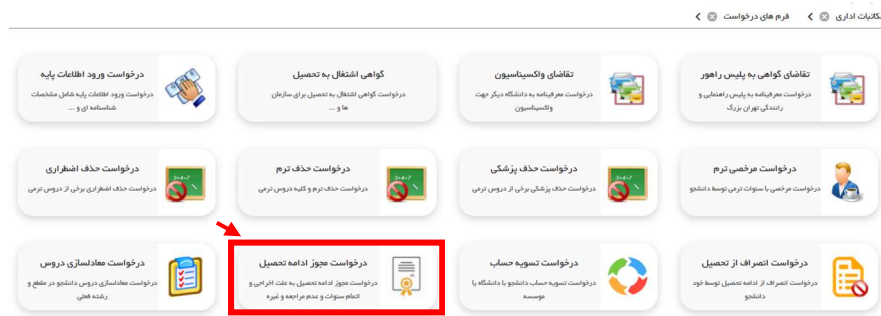 مکاتبات اداری
فرم های درخواست
تقاضای گواهی به پلیس راهور
درخواست معرفینامه به پلیس راهنمایی و
رانندگی تهران بزرگ
تقاضای واکسیناسیون
درخواست معرفینامه به دانشگاه دیگر جهت
واکسیناسیون
گواهی اشتغال به تحصیل
درخواست گواهی اشتغال به تحصیل برای سازمان
ها و ...
درخواست ورود اطلاعات پایه
درخواست ورود اطلاعات پایه شامل مشخصات
شناسنامه ای و ...
درخواست مرخصی ترم
درخواست مرخصی با سنوات ترمی توسط دانشجو
درخواست حذف پزشکی
درخواست حذف پزشکی برخی از دروس ترمی
درخواست حذف ترم
درخواست حذف ترم و کلیه دروس ترمی
درخواست حذف اضطراری
درخواست حذف اضطراری برخی از دروس ترمی
درخواست انصراف از تحصیل
درخواست انصراف از ادامه تحصیل توسط خود
دانشجو
درخواست تسویه حساب
درخواست تسویه حساب دانشجو با دانشگاه یا
موسسه
درخواست مجوز ادامه تحصیل
درخواست مجوز ادامه تحصیل به علت اخراجی و
اتمام سنوات و عدم مراجعه و غیره
درخواست معادلسازی دروس
درخواست معادلسازی دروس دانشجو در مقطع و
رشته فعلی